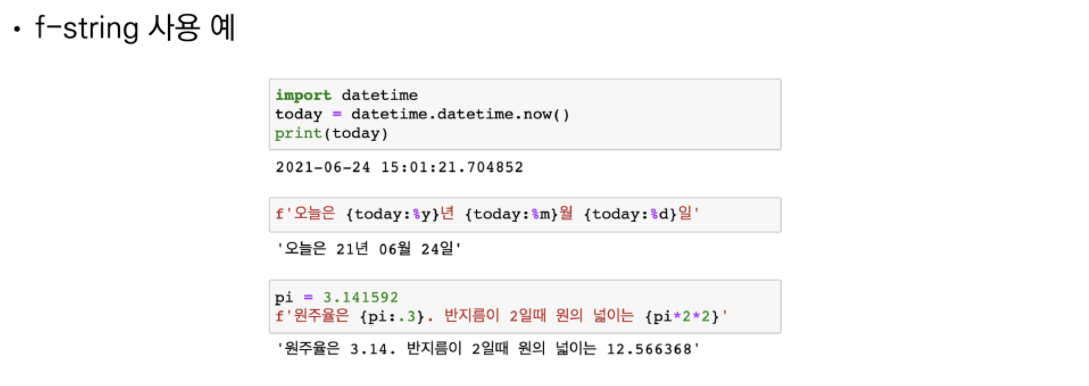 • f-string 사용 예
import datetime
today = datetime.datetime.now()
print(today)
2021-06-24 15:01:21.704852
f'오늘은 {today:%y}년 {today:%m}월 {today:%d}일'
'오늘은 21년 06월 24일'
pi = 3.141592
f'원주율은 {pi:.3}. 반지름이 2일때 원의 넓이는 {pi*2*2}'
'원주율은 3.14. 반지름이 2일때 원의 넓이는 12.566368'